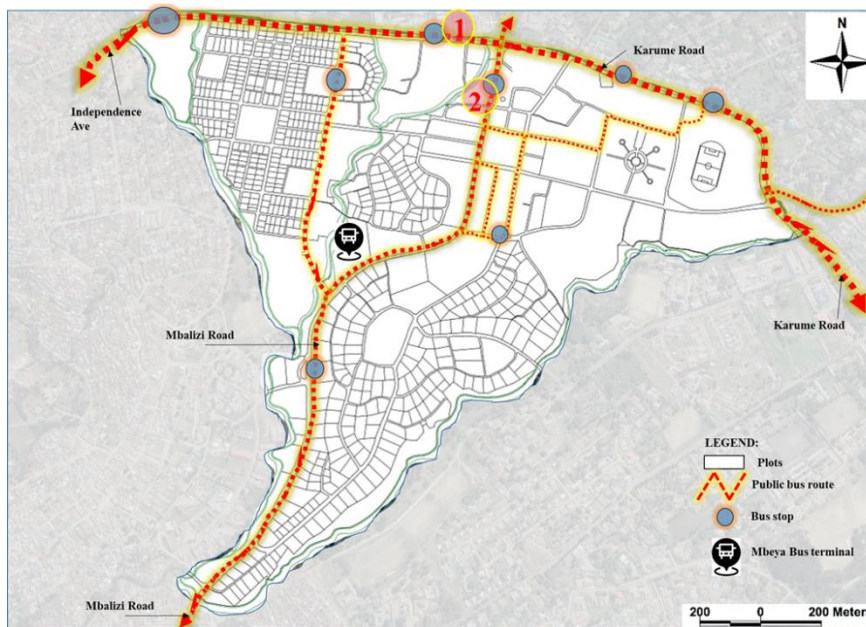 1
N
Karume Road
2
Independence
Ave
Mbalizi Road
Karume Road
LEGEND:
Plots
Public bus route
Bus stop
Mbeya Bus terminal
Mbalizi Road
200 0 200 Meters